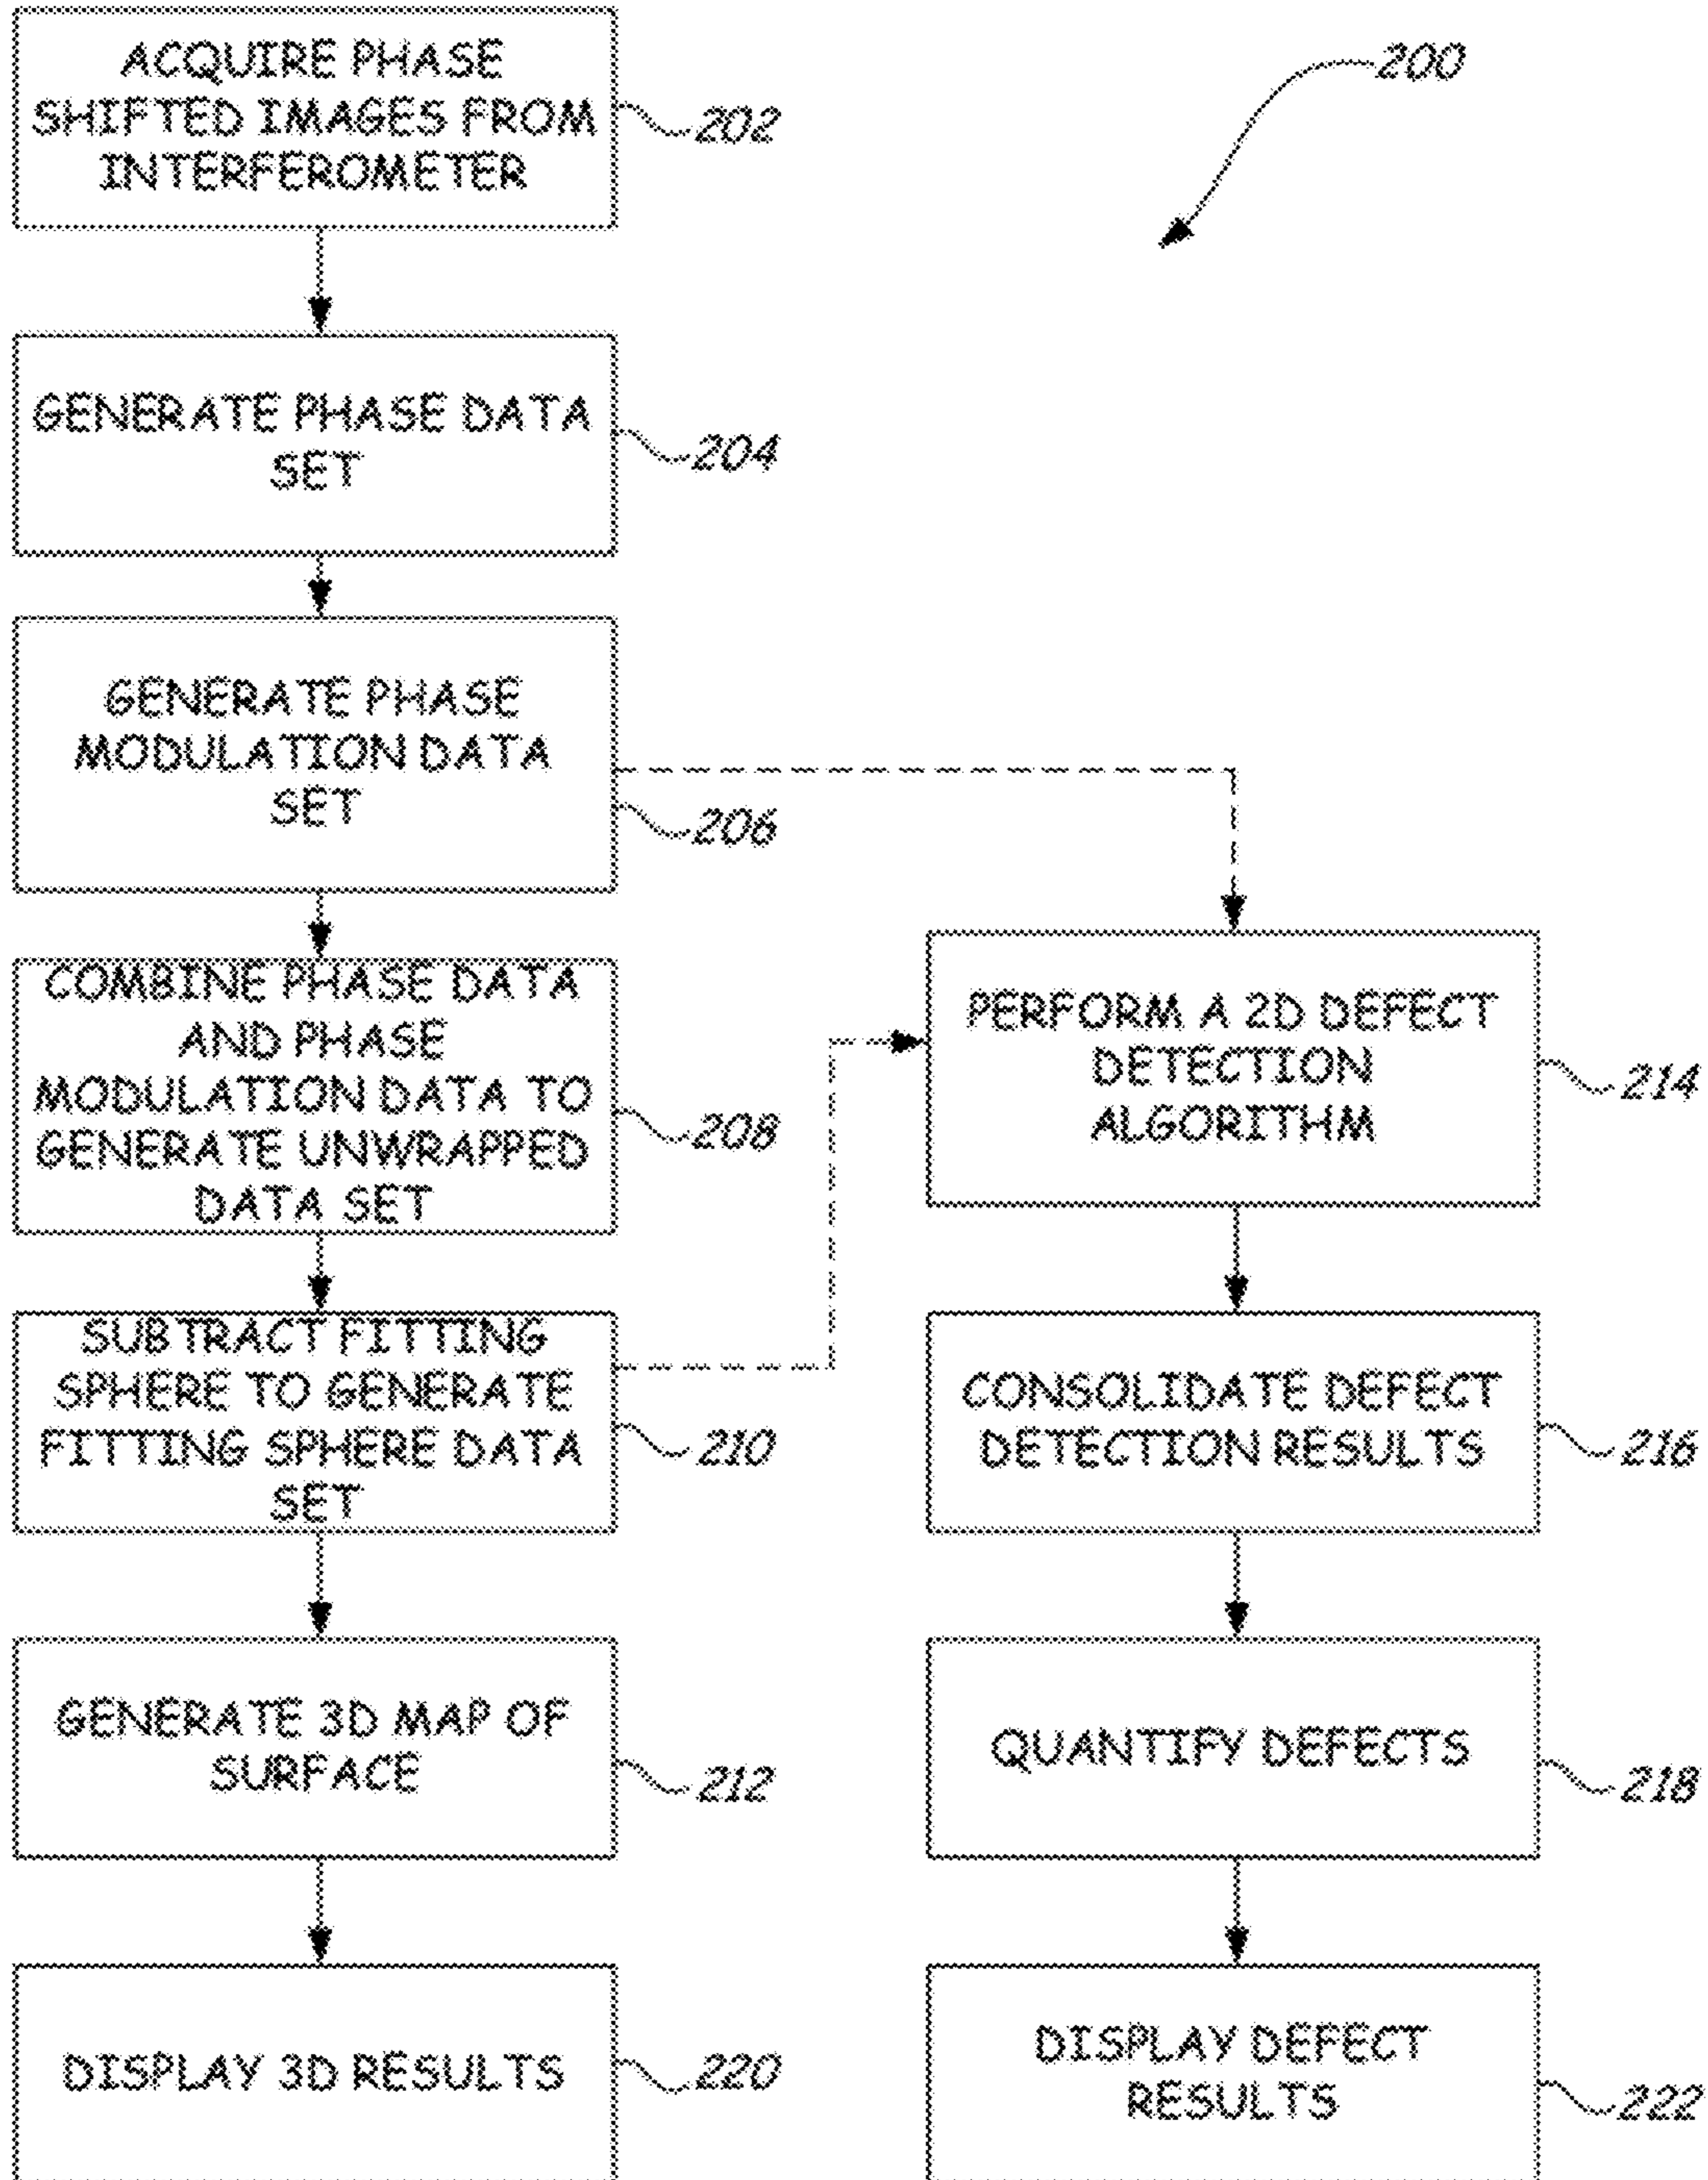 ACQUIRE PHASE
SHIFTED IMAGES FROM
INTERFEROMETER
202
200
GENERATE PHASE DATA
SET
204
GENERATE PHASE
MODULATION DATA
SET
206
COMBINE PHASE DATA
AND PHASE
MODULATION DATA TO
GENERATE UNWRAPPED
DATA SET
208
SUBTRACT FITTING
SPHERE TO GENERATE
FITTING SPHERE DATA
SET
210
GENERATE 3D MAP OF
SURFACE
212
DISPLAY 3D RESULTS
220
PERFORM A 2D DEFECT
DETECTION
ALGORITHM
214
CONSOLIDATE DEFECT
DETECTION RESULTS
216
QUANTIFY DEFECTS
218
DISPLAY DEFECT
RESULTS
222